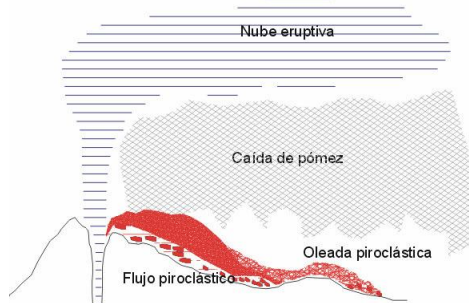 Nube eruptiva
Caída de pómez
Oleada piroclástica
Flujo piroclástico